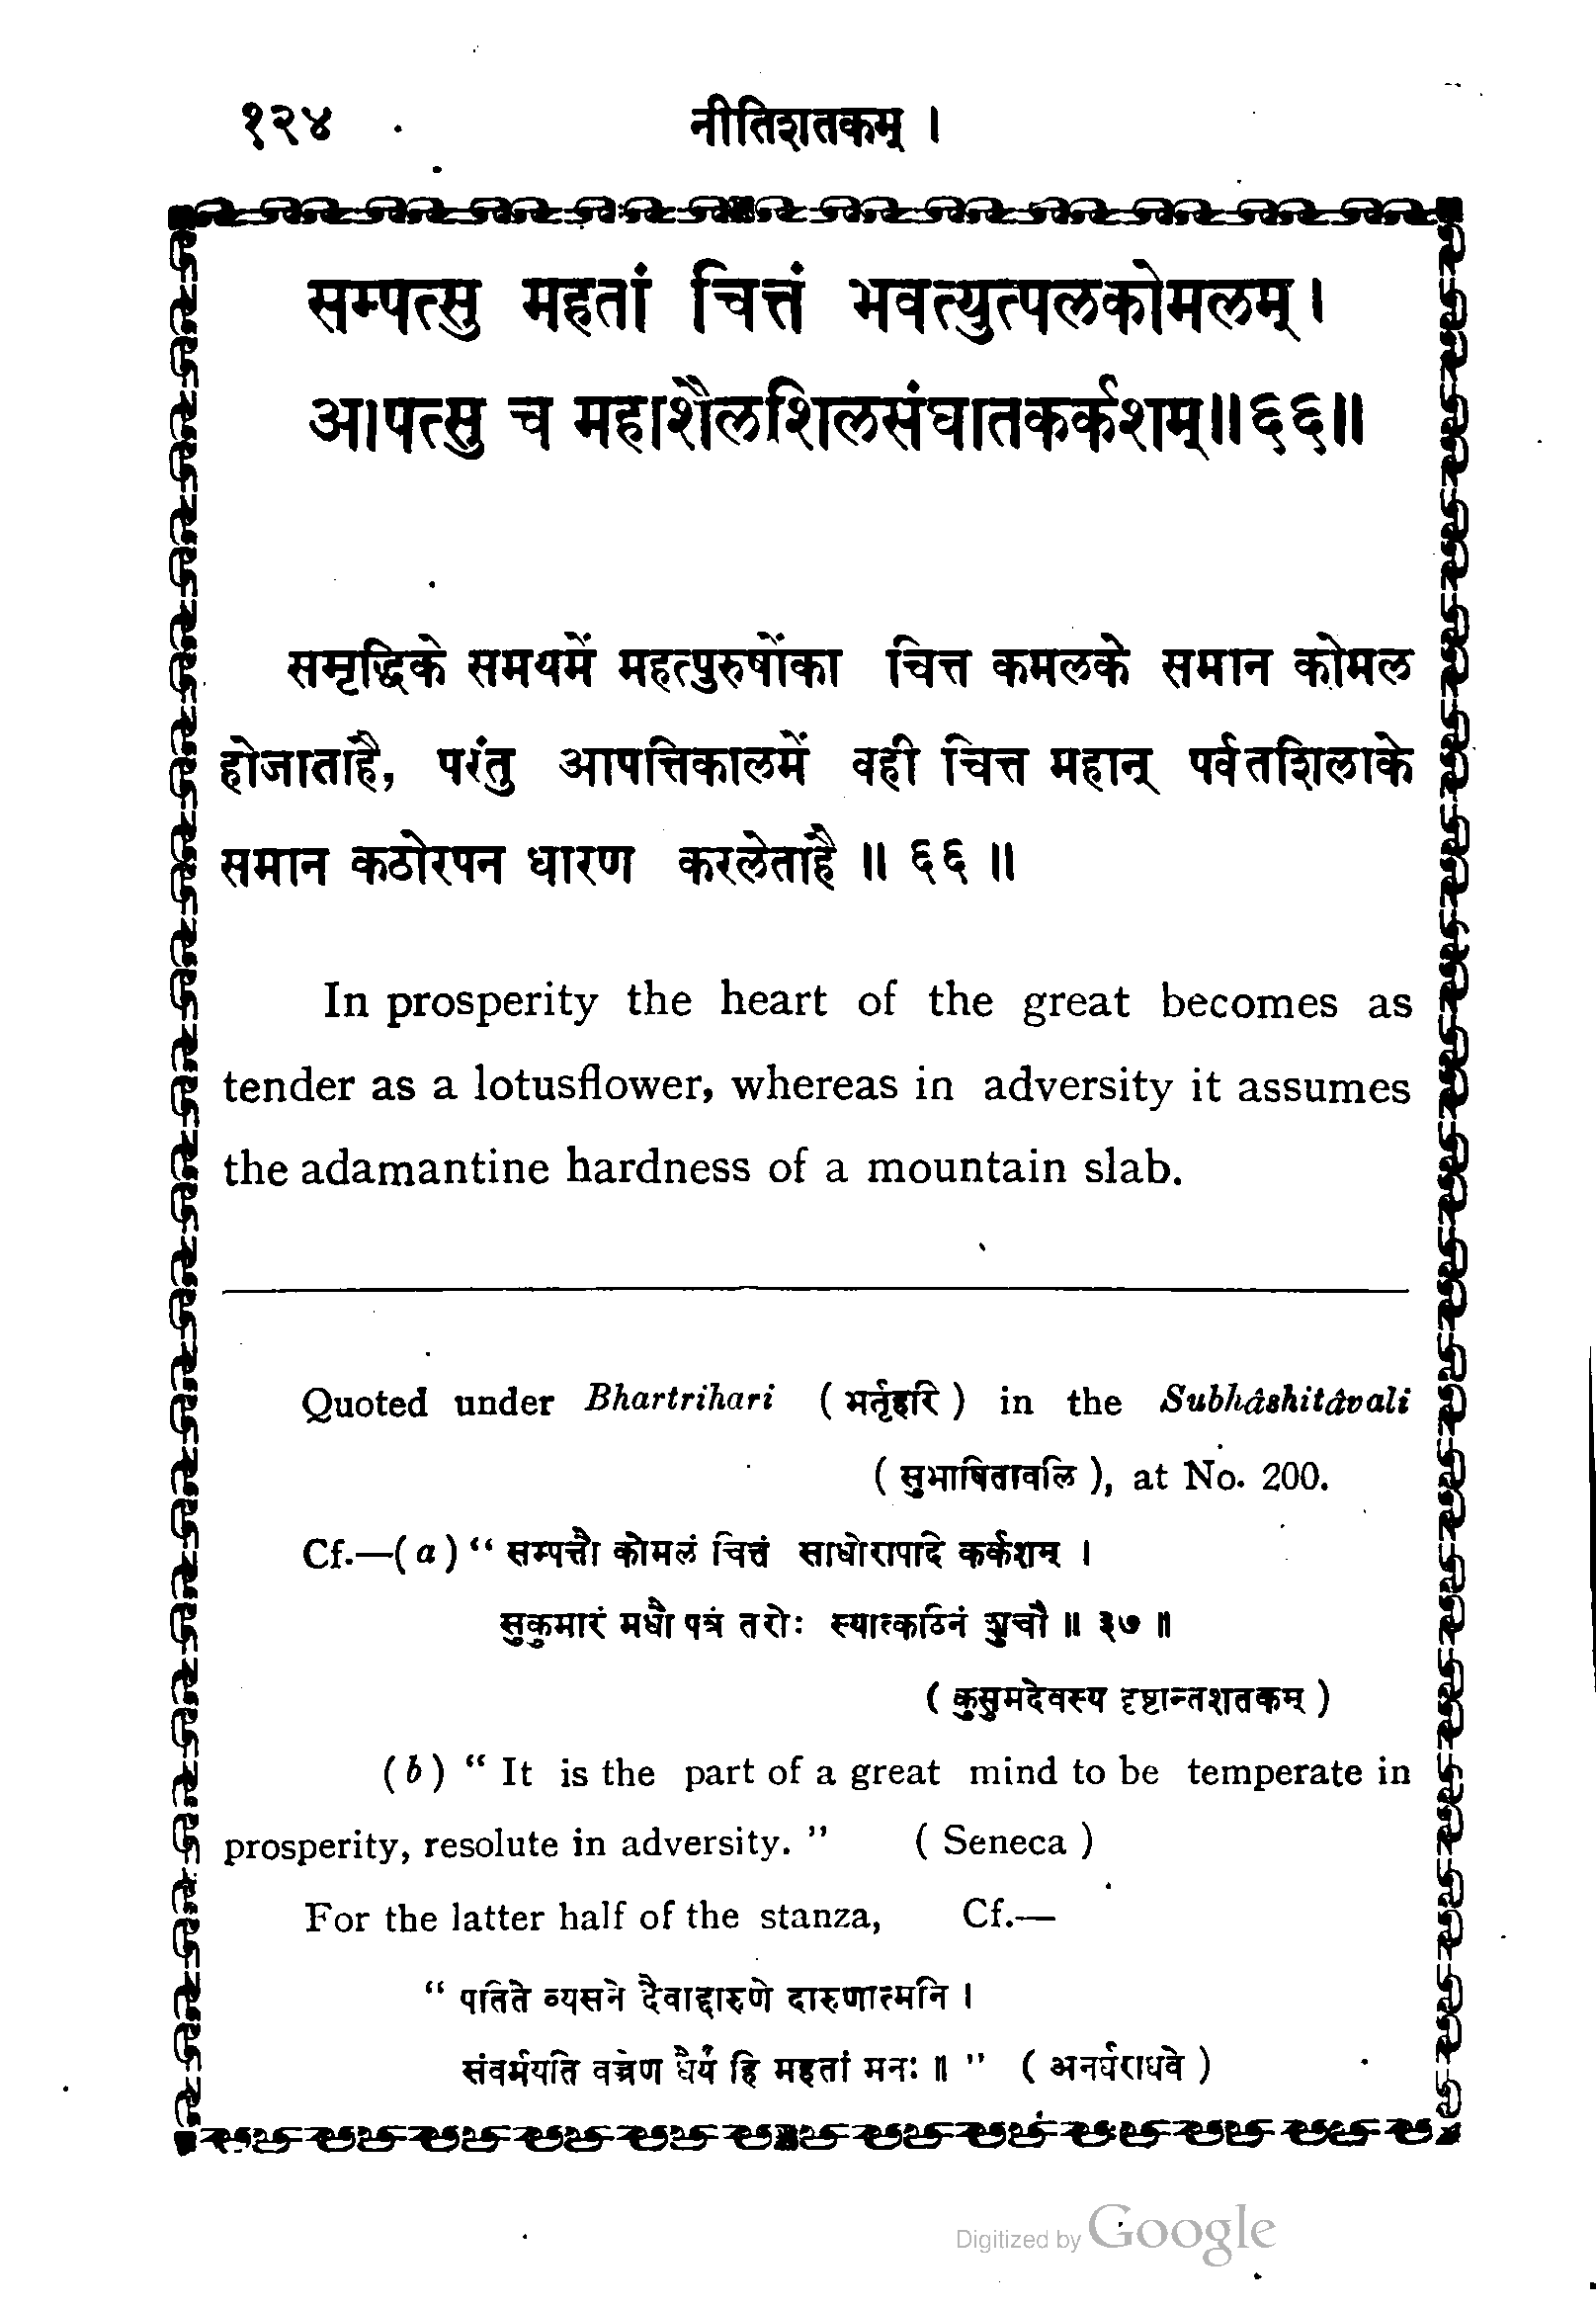 १२४ नीतिशतकम् ।
सम्पत्सु महतां चित्तं भवत्युत्पलकोमलम् ।
आपत्सु च महाशैलशिलासंघातकर्कशम्॥६६॥
समृद्धिके समयमें महत्पुरुषोंका चित्त कमलके समान कोमल
होजाताहै, परंतु आपत्तिकालमें वही चित्त महान् पर्वतशिलाके
समान कठोरपन धारण करलेताहै ॥ ६६ ॥
In prosperity the heart of the great becomes as
tender as a lotusflower, whereas in adversity it assumes
the adamantine hardness of a mountain slab.
Quoted under Bhartrihari ( भर्तृहरि ) in the Subhâshitâvali
( सुभाषितावलि ), at No. 200.
Cf.—( a ) “ सम्पत्तौ कोमलं चित्तं साधोरापदि कर्कशम् ।
सुकुमारं मधौ पत्रं तरोः स्यात्कठिनं शुचौ ॥ ३७ ॥
( कुसुमदेवस्य दृष्टान्तशतकम् )
( b ) “ It is the part of a great mind to be temperate in
prosperity, resolute in adversity. ” ( Seneca )
For the latter half of the stanza, Cf.—
“ पतिते व्यसने दैवाद्दारुणे दारुणात्मनि ।
संवर्मयति वज्रेण धैर्यं हि महतां मनः ॥ ” ( अनर्घराघवे )
Digitized by Google